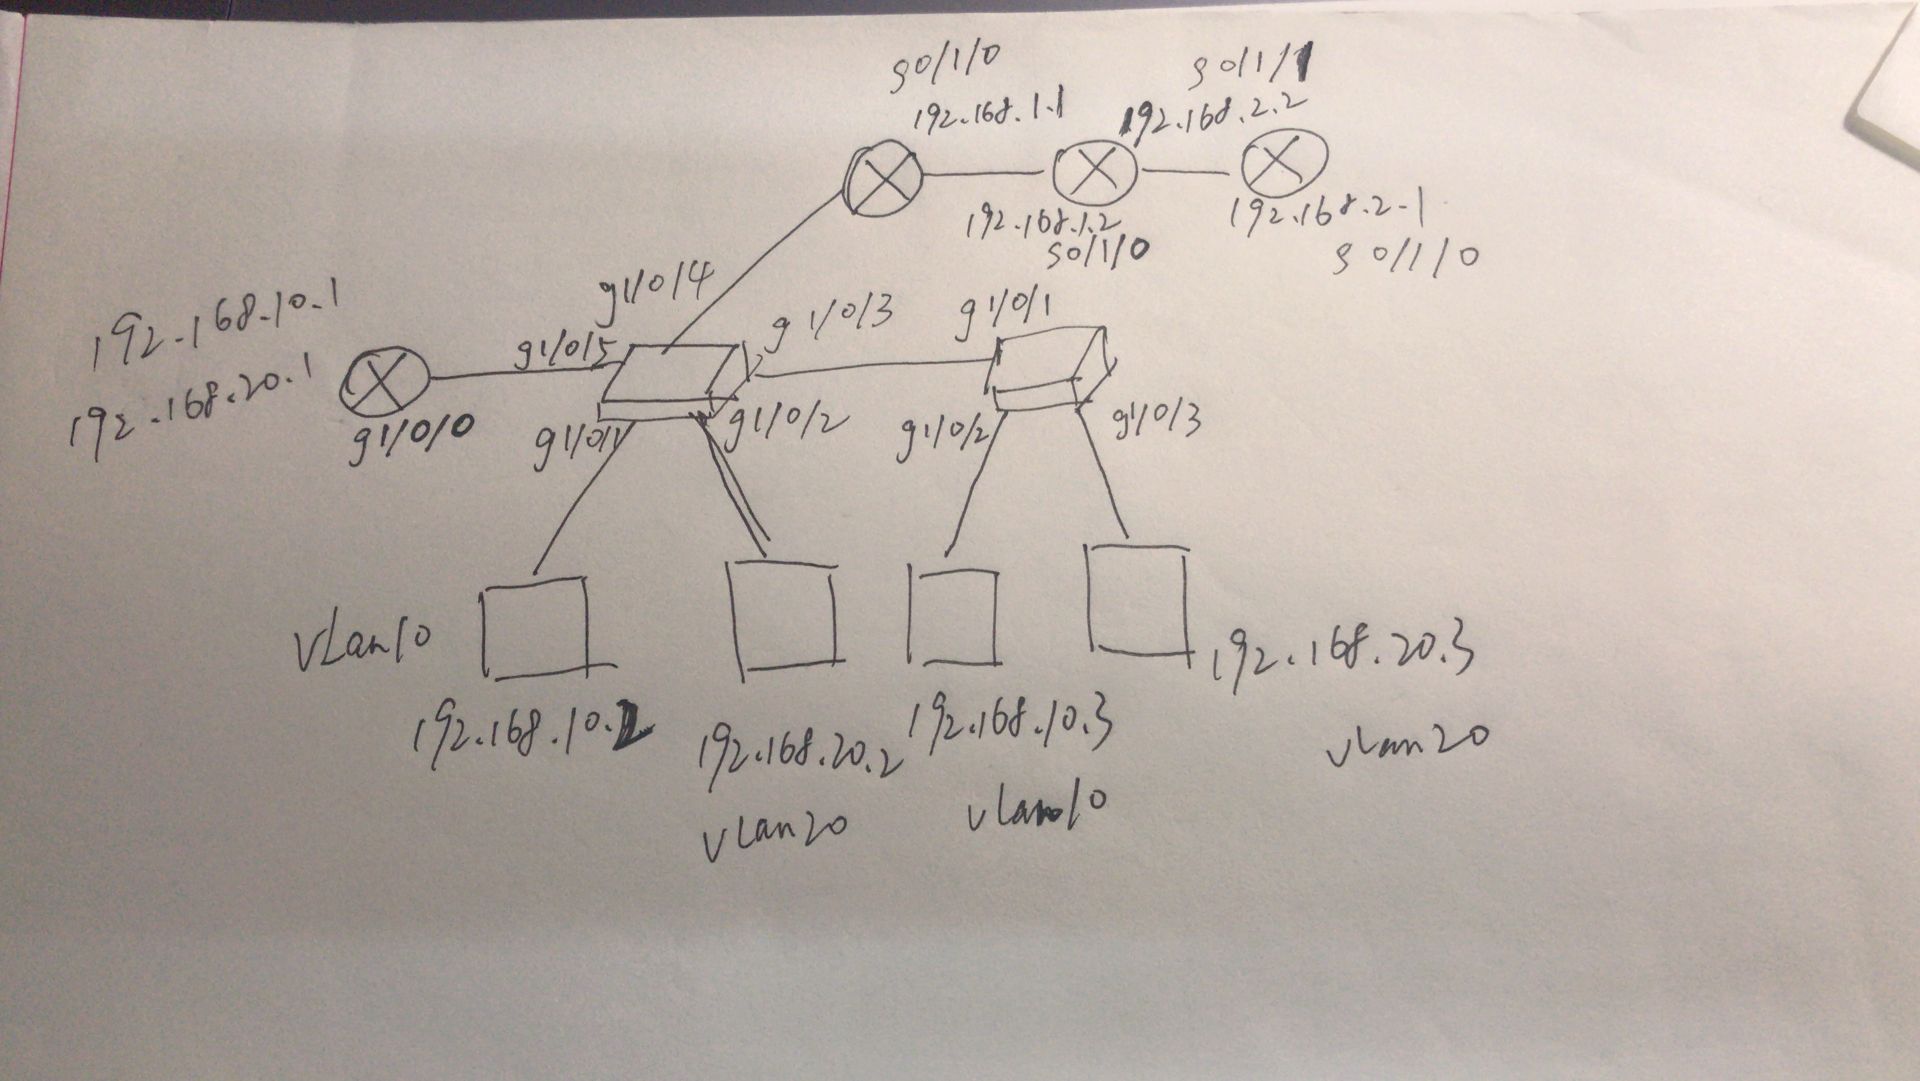 s0/1/0
s0/1/1
192.168.1.1
192.168.2.2
192.168.1.2
s0/1/0
192.168.2.1
s0/1/0
g1/0/4
g1/0/3
g1/0/1
192.168.10.1
192.168.20.1
g1/0/5
g1/0/0
g1/0/1
g1/0/2
g1/0/2
g1/0/3
vLan10
192.168.10.2
192.168.20.2
vLan20
192.168.10.3
vlan10
192.168.20.3
vLan20